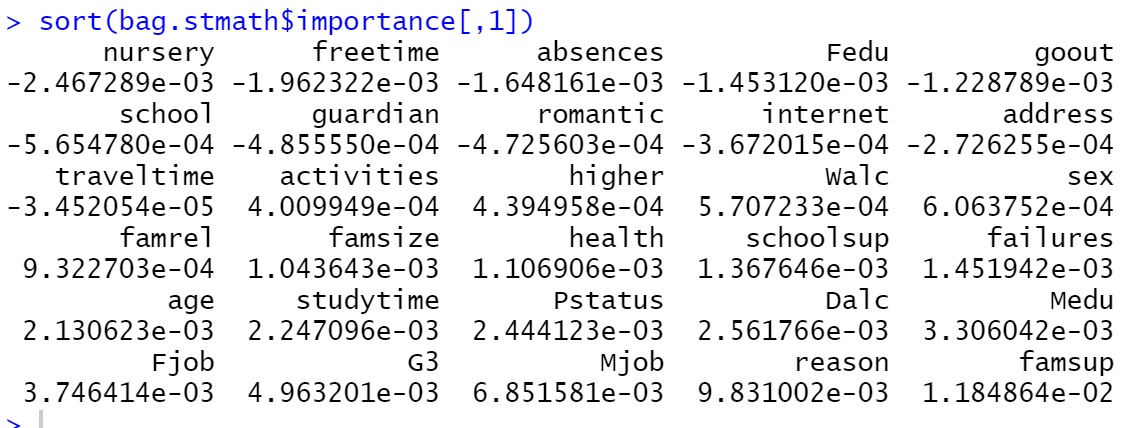 > sort(bag.stmath$importance[,1])
nursery freetime absences Fedu goout
-2.467289e-03 -1.962322e-03 -1.648161e-03 -1.453120e-03 -1.228789e-03
school guardian romantic internet address
-5.654780e-04 -4.855550e-04 -4.725603e-04 -3.672015e-04 -2.726255e-04
traveltime activities higher Walc sex
-3.452054e-05 4.009949e-04 4.394958e-04 5.707233e-04 6.063752e-04
famrel famsize health schoolsup failures
9.322703e-04 1.043643e-03 1.106906e-03 1.367646e-03 1.451942e-03
age studytime Pstatus Dalc Medu
2.130623e-03 2.247096e-03 2.444123e-03 2.561766e-03 3.306042e-03
Fjob G3 Mjob reason famsup
3.746414e-03 4.963201e-03 6.851581e-03 9.831002e-03 1.184864e-02
>